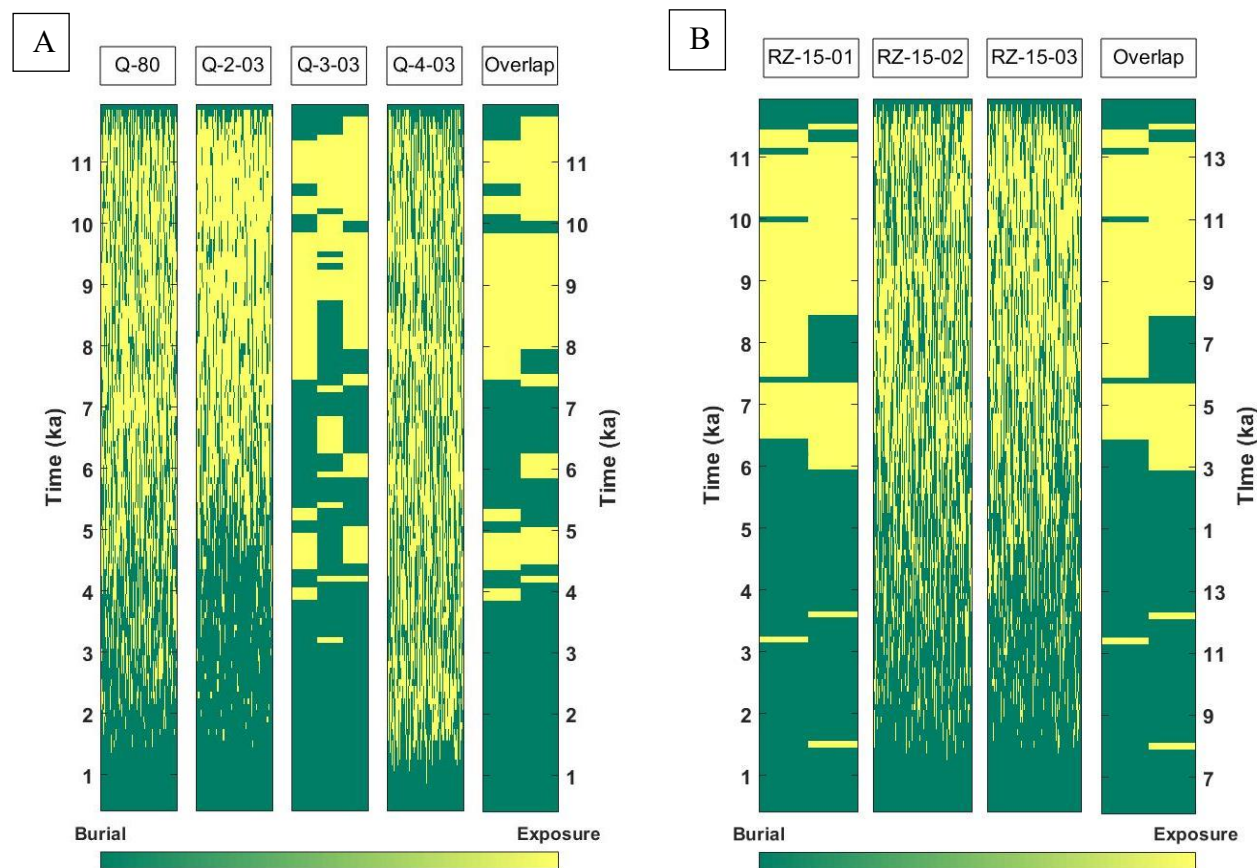 A
Q-80 Q-2-03 Q-3-03 Q-4-03 Overlap
11 11
10 10
9 9
8 8
7 7
6 6
5 5
4 4
3 3
2 2
1 1
Time (ka) Time (ka)
Burial Exposure
B
RZ-15-01 RZ-15-02 RZ-15-03 Overlap
11 13
10 11
9 9
8 7
7 5
6 3
5 1
4 13
3 11
2 9
1 7
Time (ka) TIme (ka)
Burial Exposure